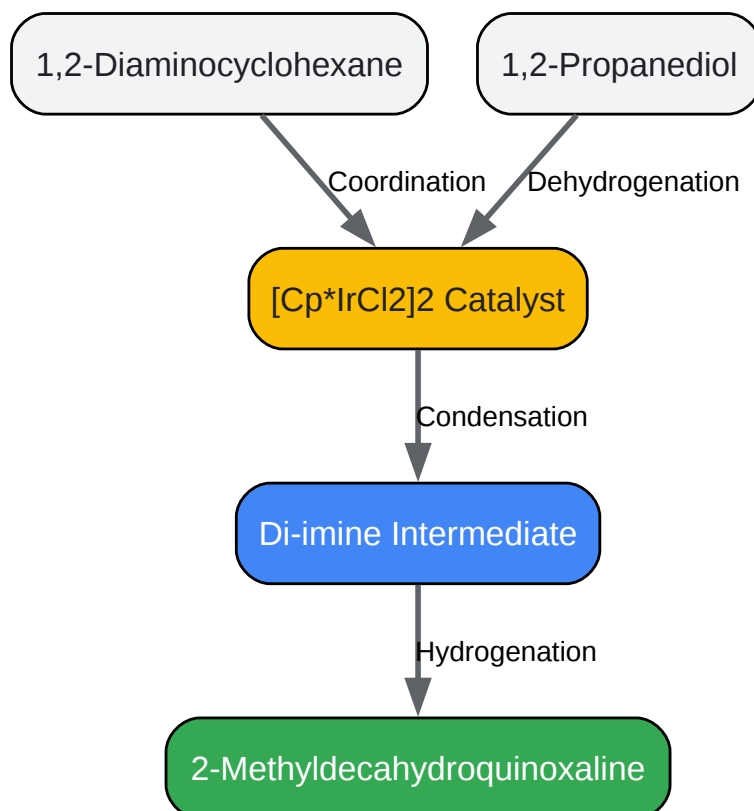 1,2-Diaminocyclohexane
1,2-Propanediol
Coordination
Dehydrogenation
[Cp*IrCl2]2 Catalyst
Condensation
Di-imine Intermediate
Hydrogenation
2-Methyldecahydroquinoxaline